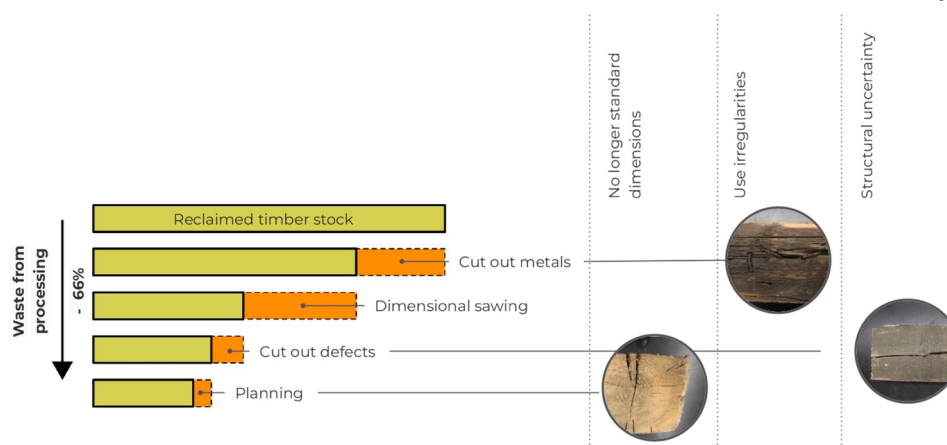 No longer standard
dimensions
Use irregularities
Structural uncertainty
Waste from
processing
- 66%
Reclaimed timber stock
Cut out metals
Dimensional sawing
Cut out defects
Planning